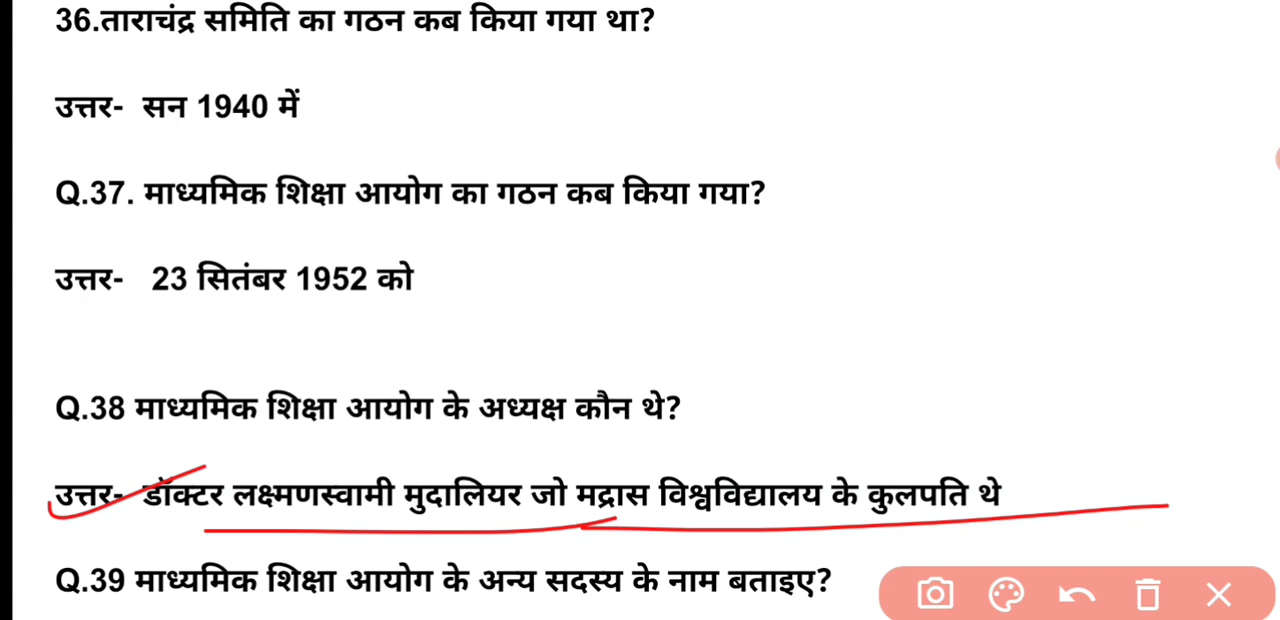 36.ताराचंद्र समिति का गठन कब किया गया था?
उत्तर- सन 1940 में
Q.37. माध्यमिक शिक्षा आयोग का गठन कब किया गया?
उत्तर- 23 सितंबर 1952 को
Q.38 माध्यमिक शिक्षा आयोग के अध्यक्ष कौन थे?
उत्तर- डॉक्टर लक्ष्मणस्वामी मुदालियर जो मद्रास विश्वविद्यालय के कुलपति थे
Q.39 माध्यमिक शिक्षा आयोग के अन्य सदस्य के नाम बताइए?